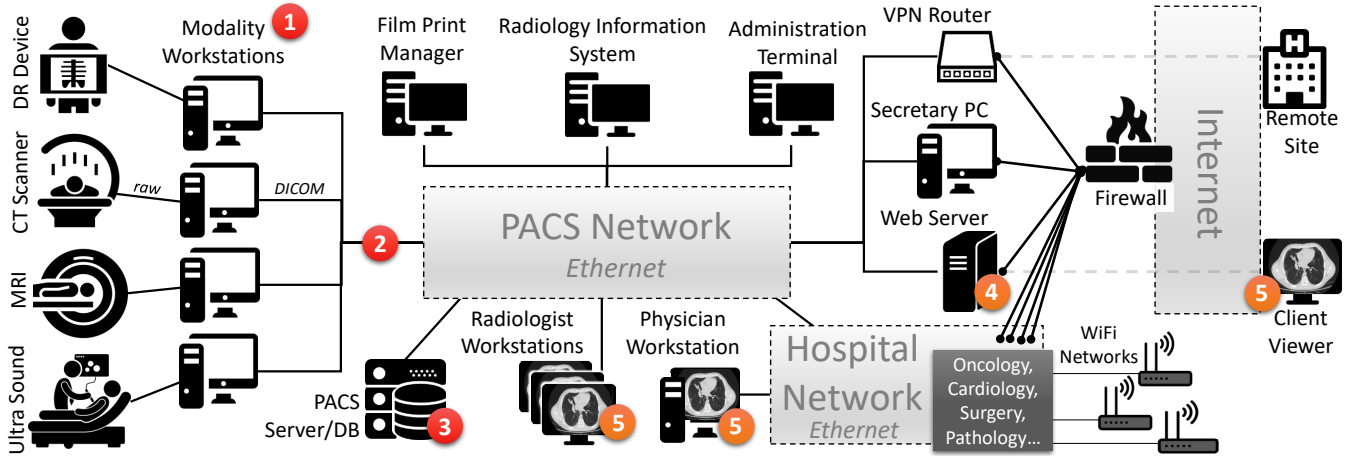 DR Device
Modality
Workstations
1
Film Print
Manager
Radiology Information
System
Administration
Terminal
VPN Router
Remote
Site
CT Scanner
raw
DICOM
Secretary PC
Firewall
Internet
PACS Network
Ethernet
2
Web Server
4
MRI
Ultra Sound
PACS
Server/DB
3
Radiologist
Workstations
5
Physician
Workstation
5
Hospital
Network
Ethernet
Oncology,
Cardiology,
Surgery,
Pathology...
WiFi
Networks
5
Client
Viewer